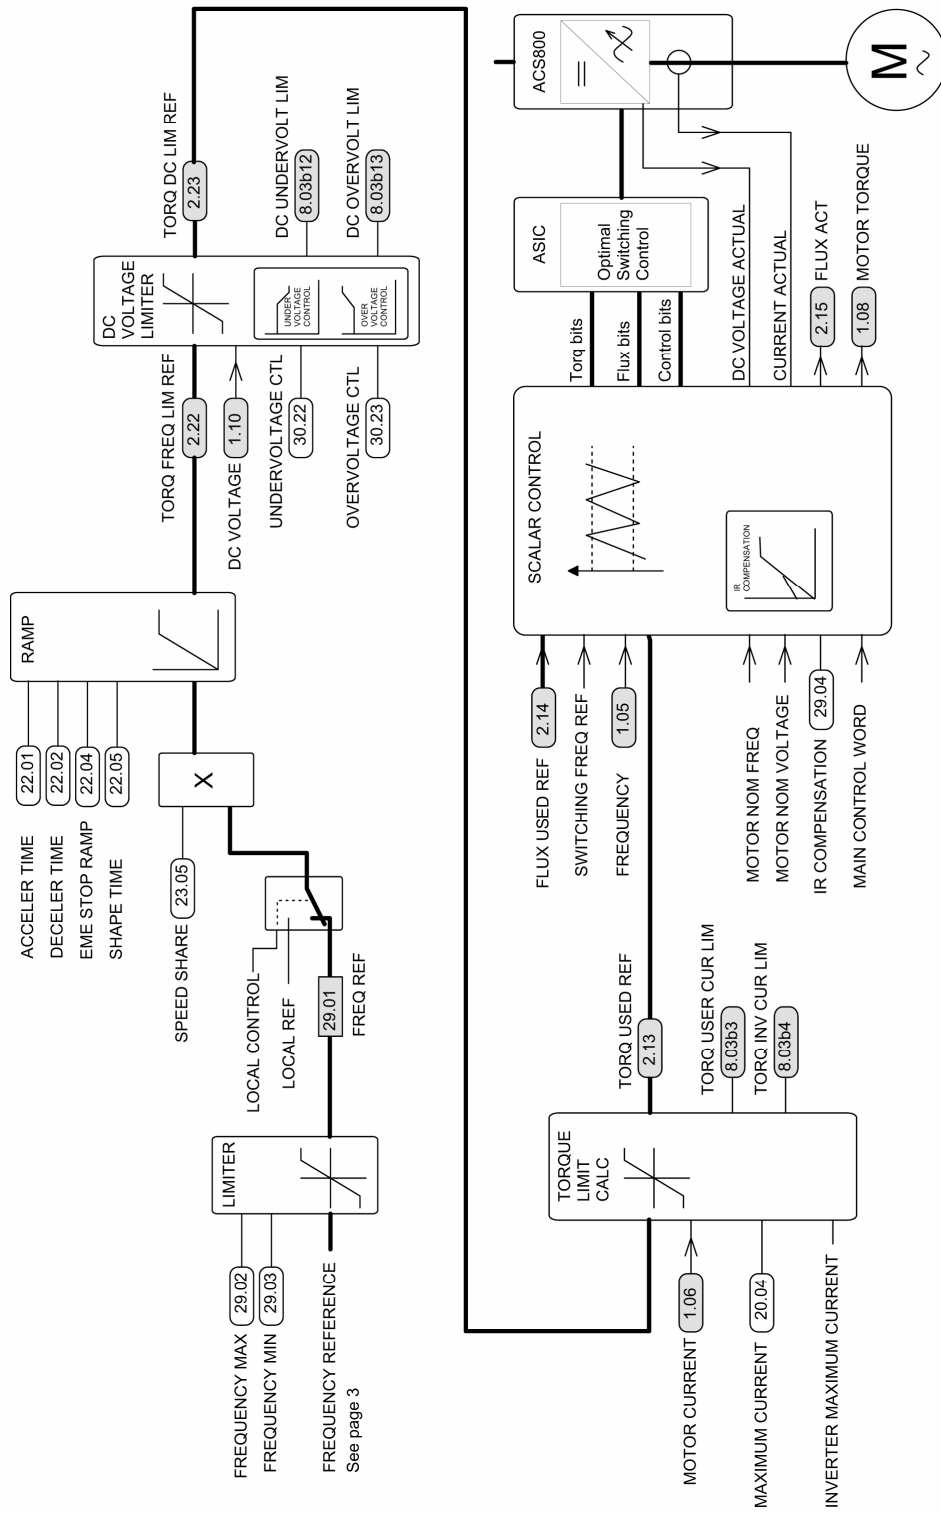 ACCELER TIME
22.01
DECELER TIME
22.02
EME STOP RAMP
22.04
SHAPE TIME
22.05
RAMP
SPEED SHARE
23.05
X
FREQUENCY MAX
29.02
FREQUENCY MIN
29.03
FREQUENCY REFERENCE
See page 3
LIMITER
LOCAL CONTROL
LOCAL REF
29.01
FREQ REF
TORQ FREQ LIM REF
2.22
DC VOLTAGE
1.10
UNDERVOLTAGE CTL
30.22
OVERVOLTAGE CTL
30.23
DC
VOLTAGE
LIMITER
UNDER
VOLTAGE
CONTROL
OVER
VOLTAGE
CONTROL
TORQ DC LIM REF
2.23
DC UNDERVOLT LIM
8.03b12
DC OVERVOLT LIM
8.03b13
MOTOR CURRENT
1.06
MAXIMUM CURRENT
20.04
INVERTER MAXIMUM CURRENT
TORQUE
LIMIT
CALC
TORQ USED REF
2.13
TORQ USER CUR LIM
8.03b3
TORQ INV CUR LIM
8.03b4
FLUX USED REF
2.14
SWITCHING FREQ REF
FREQUENCY
1.05
MOTOR NOM FREQ
MOTOR NOM VOLTAGE
IR COMPENSATION
29.04
MAIN CONTROL WORD
SCALAR CONTROL
IR
COMPENSATION
Torq bits
Flux bits
Control bits
DC VOLTAGE ACTUAL
CURRENT ACTUAL
2.15
FLUX ACT
1.08
MOTOR TORQUE
ASIC
Optimal
Switching
Control
ACS800
=
~
M
~